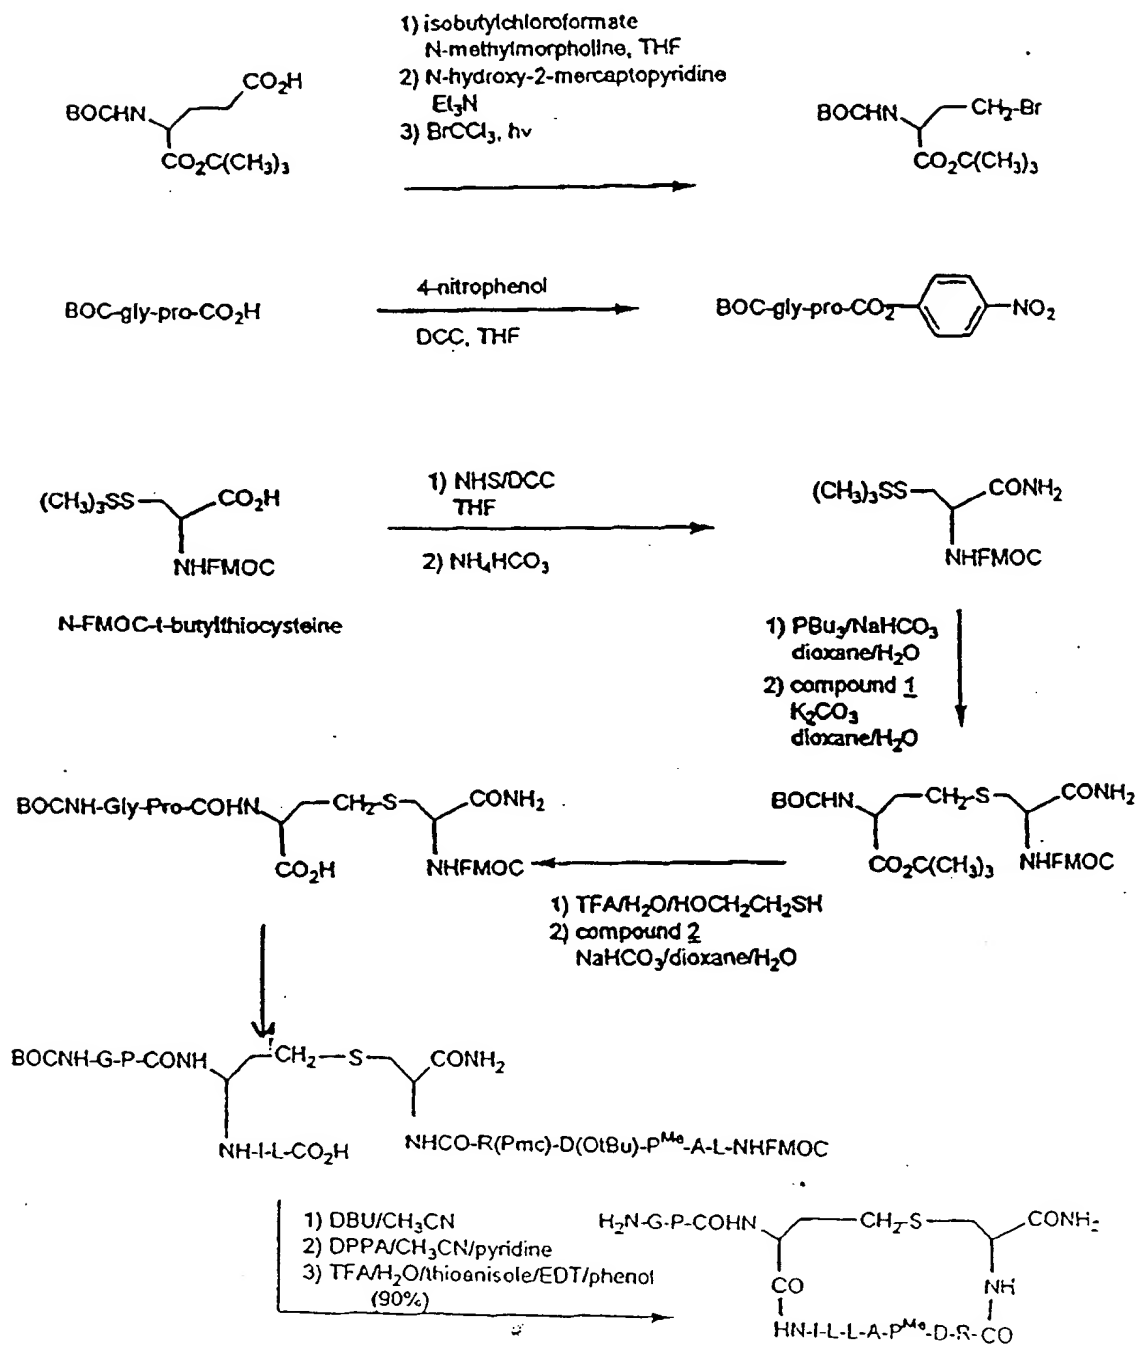 1) isobutylchloroformate
N-methylmorpholine, THF
2) N-hydroxy-2-mercaptopyridine
Et3N
3) BrCCl3, hν
CO2H
BOCHN
CO2C(CH3)3
CH2-Br
BOCHN
CO2C(CH3)3
BOC-gly-pro-CO2H
4-nitrophenol
DCC, THF
BOC-gly-pro-CO2
NO2
(CH3)3SS
CO2H
NHFMOC
1) NHS/DCC
THF
2) NH4HCO3
(CH3)3SS
CONH2
NHFMOC
N-FMOC-t-butylthiocysteine
1) PBu3/NaHCO3
dioxane/H2O
2) compound 1
K2CO3
dioxane/H2O
BOCNH-Gly-Pro-COHN
CH2-S
CONH2
CO2H
NHFMOC
BOCHN
CH2-S
CONH2
CO2C(CH3)3
NHFMOC
1) TFA/H2O/HOCH2CH2SH
2) compound 2
NaHCO3/dioxane/H2O
BOCNH-G-P-CONH
CH2-S
CONH2
NH-I-L-CO2H
NHCO-R(Pmc)-D(OtBu)-PMe-A-L-NHFMOC
1) DBU/CH3CN
2) DPPA/CH3CN/pyridine
3) TFA/H2O/thioanisole/EDT/phenol
(90%)
H2N-G-P-COHN
CH2-S
CONH2
CO
NH
HN-I-L-L-A-PMe-D-R-CO